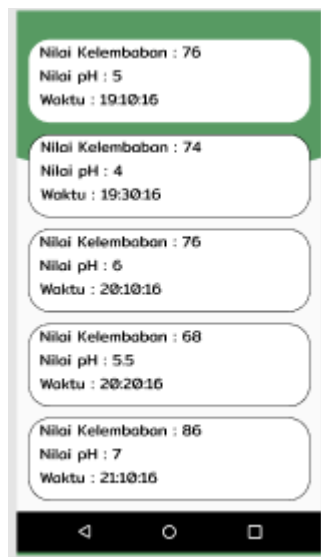 Nilai Kelembaban : 76
Nilai pH : 5
Waktu : 19:10:16
Nilai Kelembaban : 74
Nilai pH : 4
Waktu : 19:30:16
Nilai Kelembaban : 76
Nilai pH : 6
Waktu : 20:10:16
Nilai Kelembaban : 68
Nilai pH : 5.5
Waktu : 20:20:16
Nilai Kelembaban : 86
Nilai pH : 7
Waktu : 21:10:16